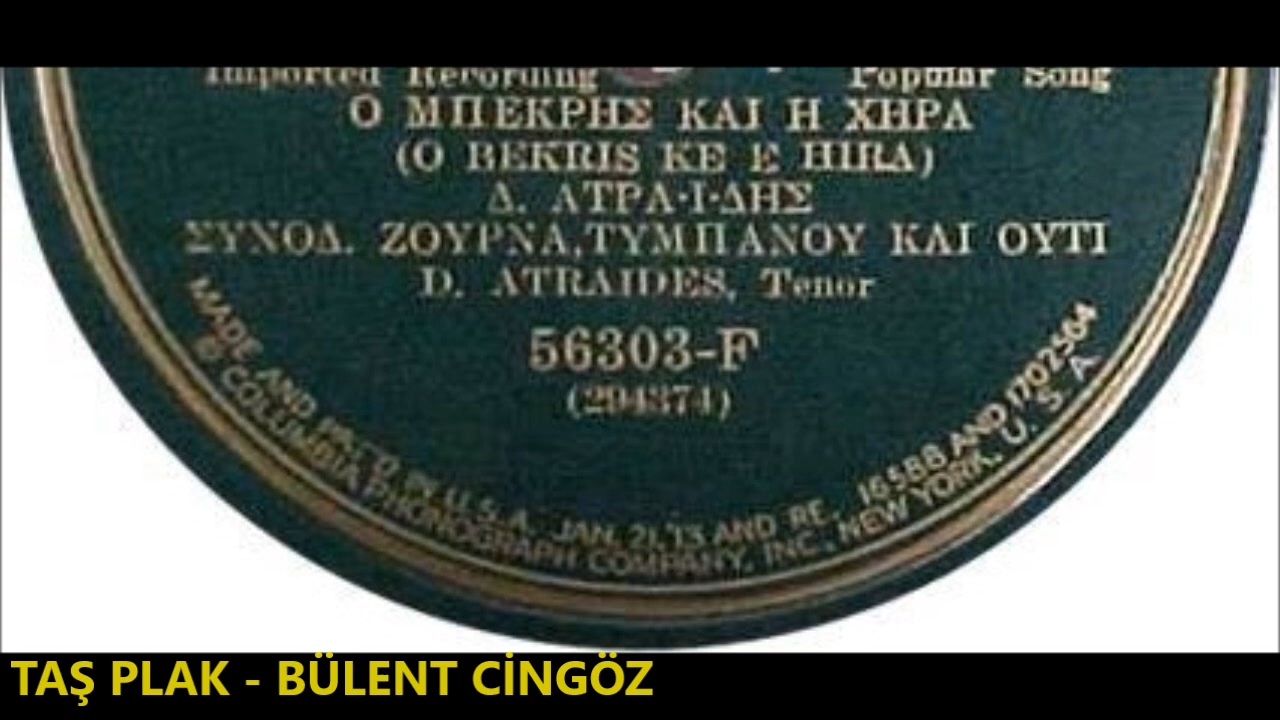 Imported Recording Popular Song
Ο ΜΠΕΚΡΗΣ ΚΑΙ Η ΧΗΡΑ
(O BEKRIS KE E HIRA)
Δ. ΑΤΡΑ·Ι·ΔΗΣ
ΣΥΝΟΔ. ΖΟΥΡΝΑ, ΤΥΜΠΑΝΟΥ ΚΑΙ ΟΥΤΙ
D. ATRAIDES, Tenor
56303-F
(294374)
MADE AND PAT'D IN U.S.A. JAN. 21,'13 AND RE. 16588 AND 1702564
COLUMBIA PHONOGRAPH COMPANY, INC., NEW YORK, U. S. A.
TAŞ PLAK - BÜLENT CİNGÖZ